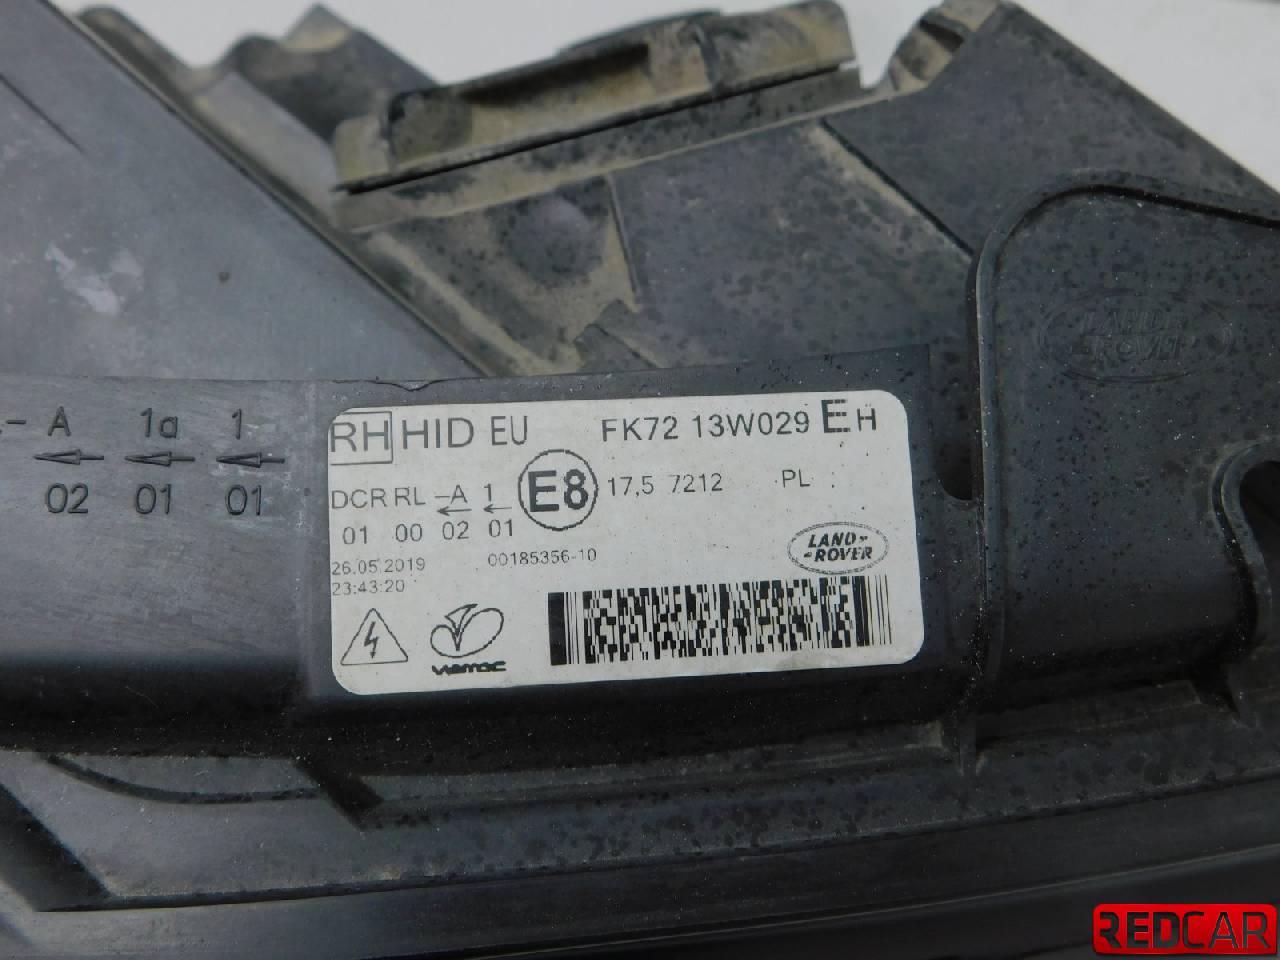 A 1a 1
02 01 01
RH HID EU FK72 13W029 E H
DCR RL -A 1 E8 17,5 7212 PL
01 00 02 01
26.05.2019 00185356-10
23:43:20
LAND-
-ROVER
LAND-
-ROVER
REDCAR